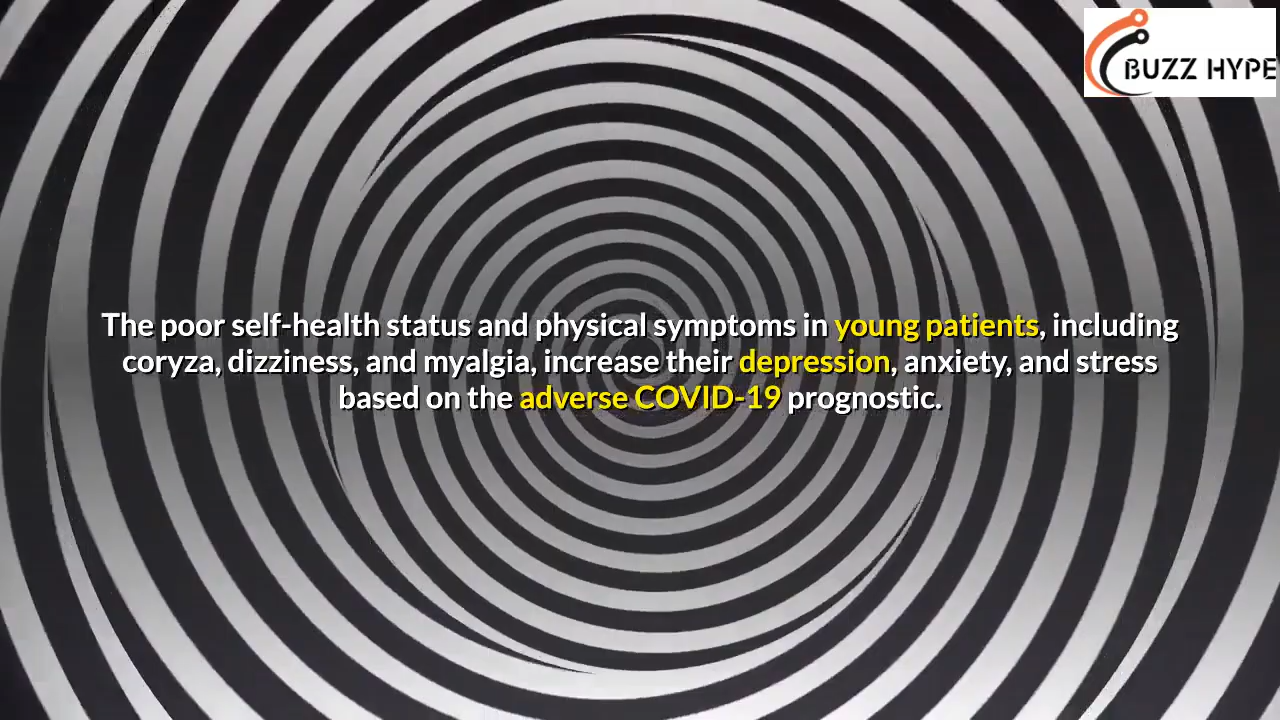 BUZZ HYPE
The poor self-health status and physical symptoms in young patients, including
coryza, dizziness, and myalgia, increase their depression, anxiety, and stress
based on the adverse COVID-19 prognostic.